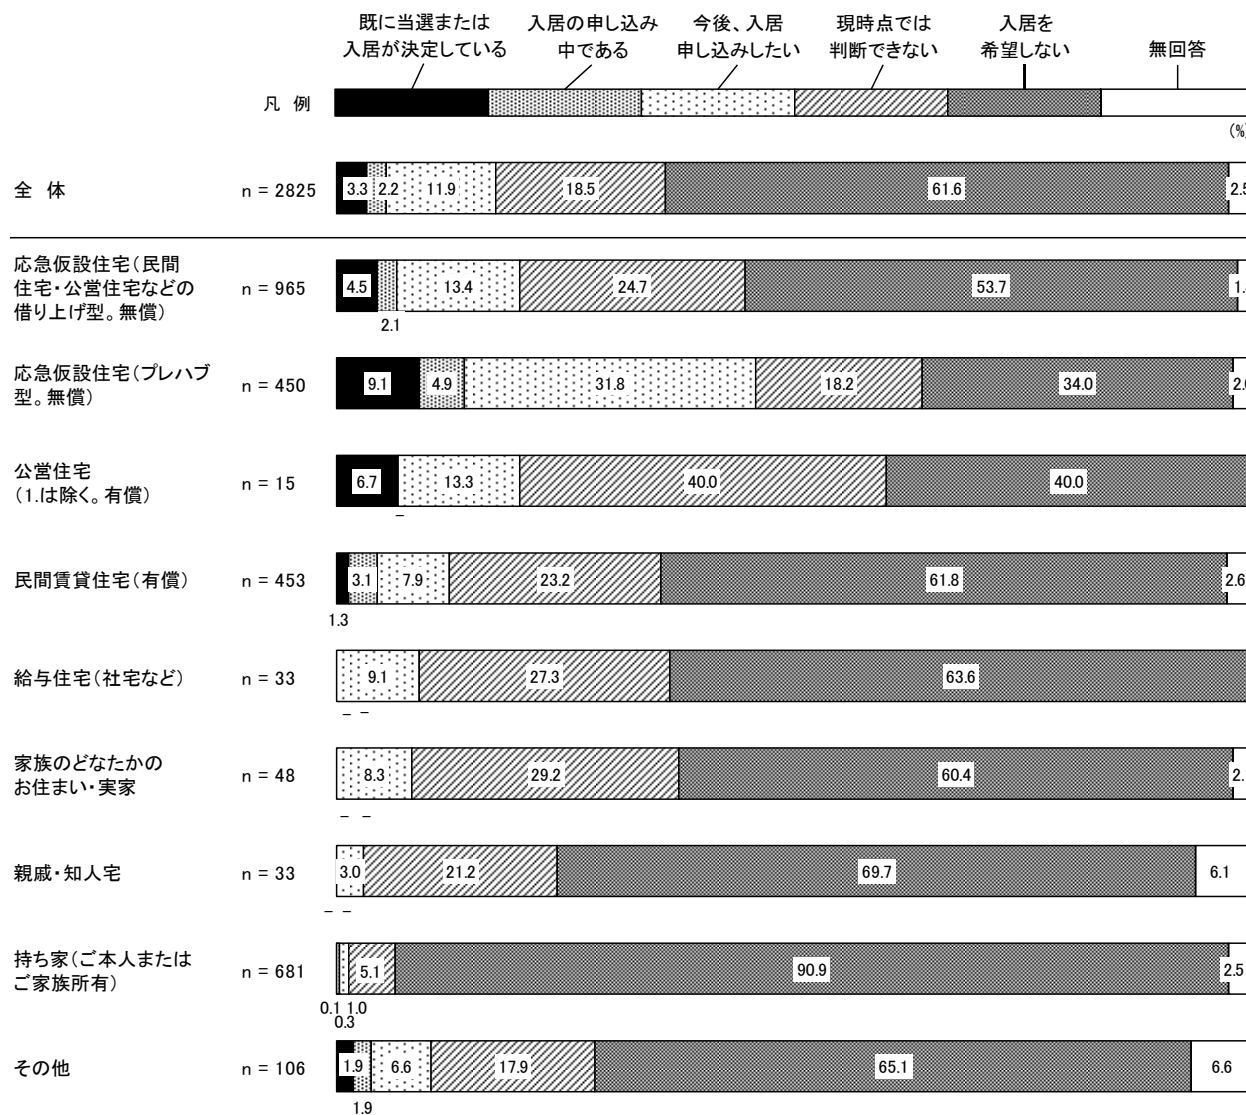 既に当選または
入居が決定している
入居の申し込み
中である
今後、入居
申し込みしたい
現時点では
判断できない
入居を
希望しない
無回答
凡 例
(%)
全 体 n = 2825 3.3 2.2 11.9 18.5 61.6 2.5
応急仮設住宅(民間
住宅・公営住宅などの
借り上げ型。無償)
n = 965 4.5 13.4 24.7 53.7 1.
2.1
応急仮設住宅(プレハブ
型。無償)
n = 450 9.1 4.9 31.8 18.2 34.0 2.0
公営住宅
(1.は除く。有償)
n = 15 6.7 13.3 40.0 40.0
–
民間賃貸住宅(有償) n = 453 3.1 7.9 23.2 61.8 2.6
1.3
給与住宅(社宅など) n = 33 9.1 27.3 63.6
– –
家族のどなたかの
お住まい・実家
n = 48 8.3 29.2 60.4 2.
– –
親戚・知人宅 n = 33 3.0 21.2 69.7 6.1
– –
持ち家(ご本人または
ご家族所有)
n = 681 5.1 90.9 2.5
0.1 1.0
0.3
その他 n = 106 1.9 6.6 17.9 65.1 6.6
1.9